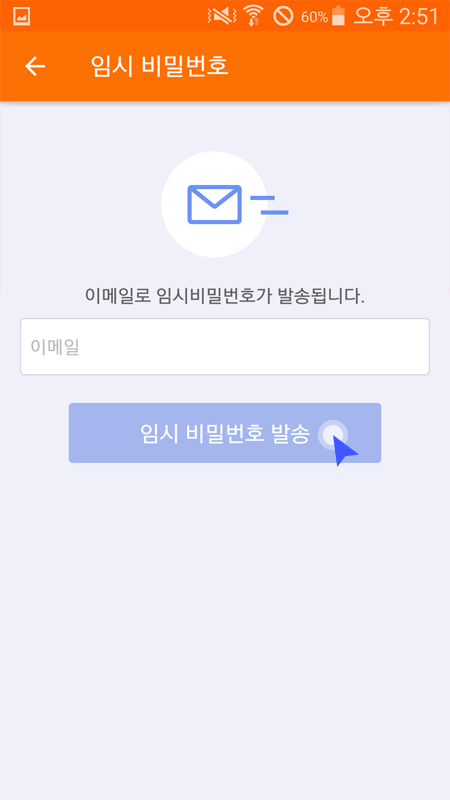 60% 오후 2:51
임시 비밀번호
이메일로 임시비밀번호가 발송됩니다.
이메일
임시 비밀번호 발송